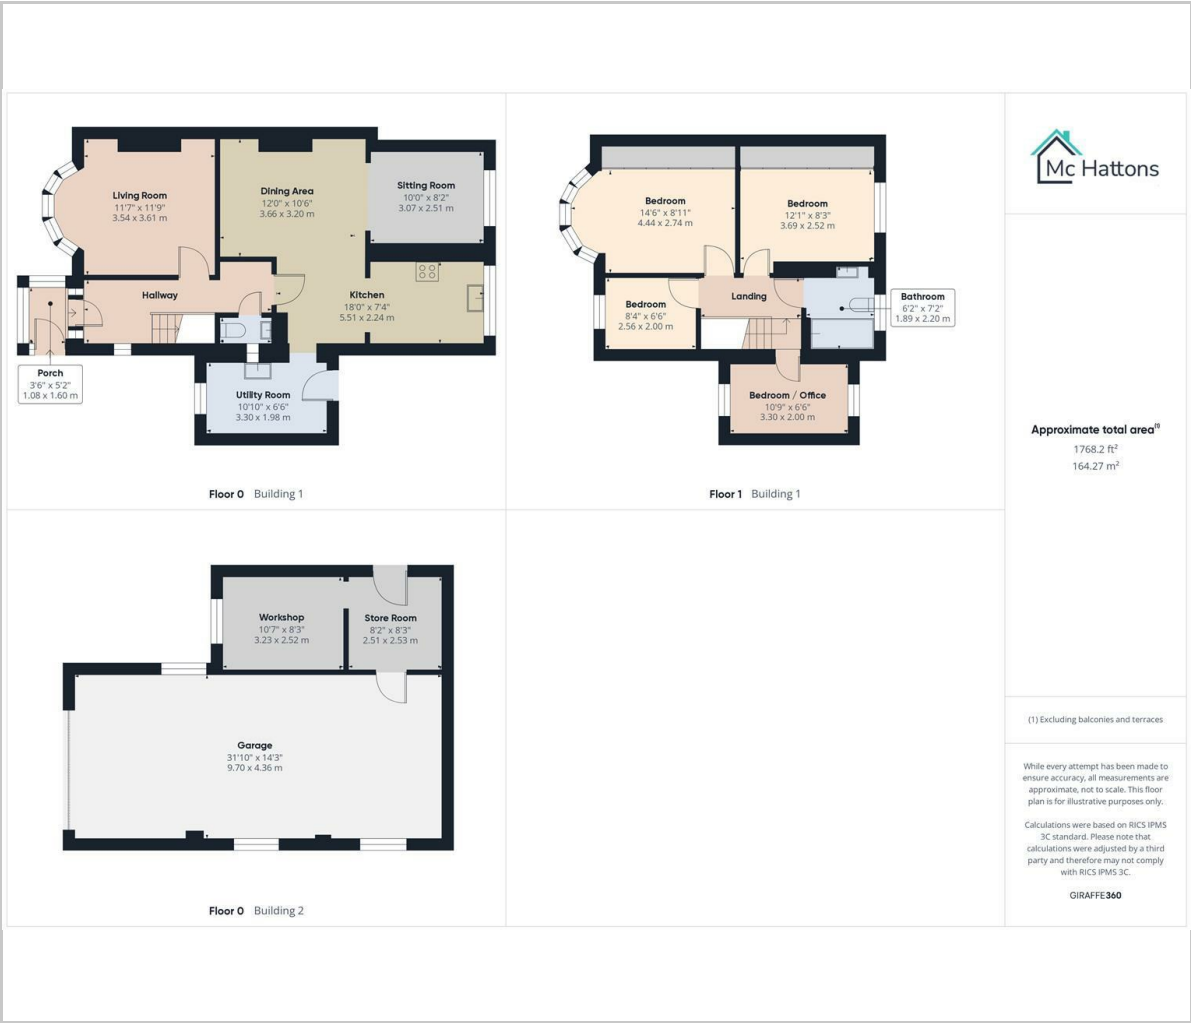 Living Room
11'7" x 11'9"
3.54 x 3.61 m
Dining Area
12'0" x 10'6"
3.66 x 3.20 m
Sitting Room
10'0" x 8'2"
3.07 x 2.51 m
Hallway
Kitchen
18'0" x 7'4"
5.51 x 2.24 m
Porch
3'6" x 5'2"
1.08 x 1.60 m
Utility Room
10'10" x 6'6"
3.30 x 1.98 m
Floor 0 Building 1
Bedroom
14'6" x 8'11"
4.44 x 2.74 m
Bedroom
12'1" x 8'3"
3.69 x 2.52 m
Bedroom
8'4" x 6'6"
2.56 x 2.00 m
Landing
Bathroom
6'2" x 7'2"
1.89 x 2.20 m
Bedroom / Office
10'9" x 6'6"
3.30 x 2.00 m
Floor 1 Building 1
Workshop
10'7" x 8'3"
3.23 x 2.52 m
Store Room
8'2" x 8'3"
2.51 x 2.53 m
Garage
31'10" x 14'3"
9.70 x 4.36 m
Floor 0 Building 2
Mc Hattons
Approximate total area(1)
1768.2 ft²
164.27 m²
(1) Excluding balconies and terraces
While every attempt has been made to
ensure accuracy, all measurements are
approximate, not to scale. This floor
plan is for illustrative purposes only.
Calculations were based on RICS IPMS
3C standard. Please note that
calculations were adjusted by a third
party and therefore may not comply
with RICS IPMS 3C.
GIRAFFE360